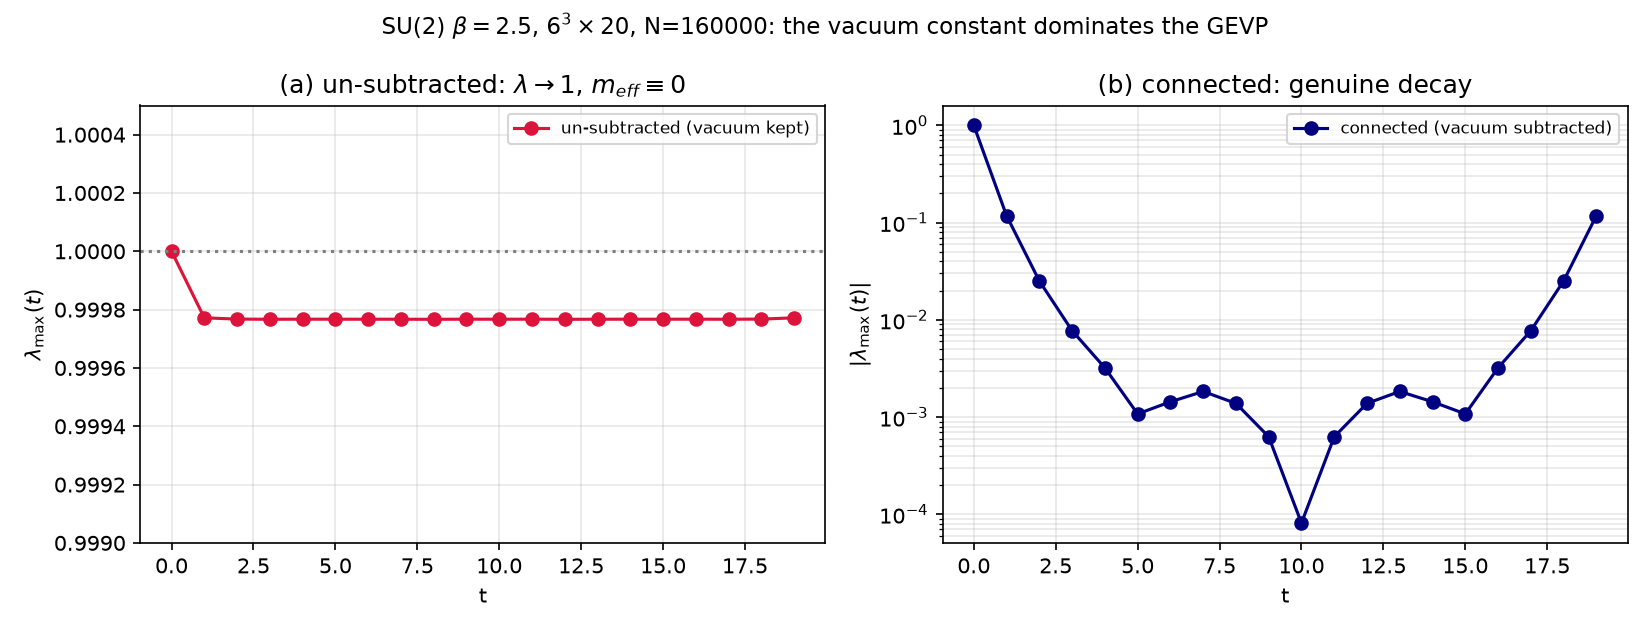 SU(2) β = 2.5, 6³ × 20, N=160000: the vacuum constant dominates the GEVP
(a) un-subtracted: λ → 1, m_eff ≡ 0
un-subtracted (vacuum kept)
1.0004
1.0002
1.0000
0.9998
0.9996
0.9994
0.9992
0.9990
λ_max(t)
0.0 2.5 5.0 7.5 10.0 12.5 15.0 17.5
t
(b) connected: genuine decay
connected (vacuum subtracted)
10⁰
10⁻¹
10⁻²
10⁻³
10⁻⁴
|λ_max(t)|
0.0 2.5 5.0 7.5 10.0 12.5 15.0 17.5
t